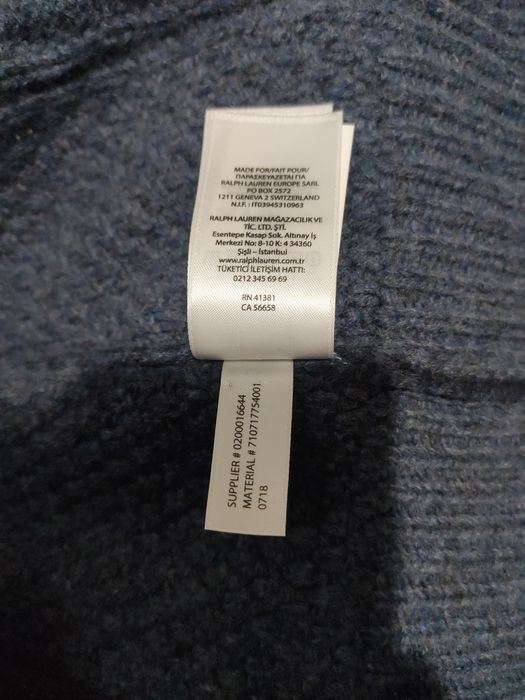 MADE FOR/FAIT POUR/
ΠΑΡΑΣΚΕΥΑΖΕΤΑΙ ΓΙΑ
RALPH LAUREN EUROPE SARL
PO BOX 2572
1211 GENEVA 2 SWITZERLAND
N.I.F. : IT03945310963
RALPH LAUREN MAĞAZACILIK VE
TİC. LTD. ŞTİ.
Esentepe Kasap Sok. Altınay İş
Merkezi No: 8-10 K: 4 34360
Şişli – İstanbul
www.ralphlauren.com.tr
TÜKETİCİ İLETİŞİM HATTI:
0212 345 69 69
RN 41381
CA 56658
SUPPLIER # 0200016644
MATERIAL # 710717754001
0718